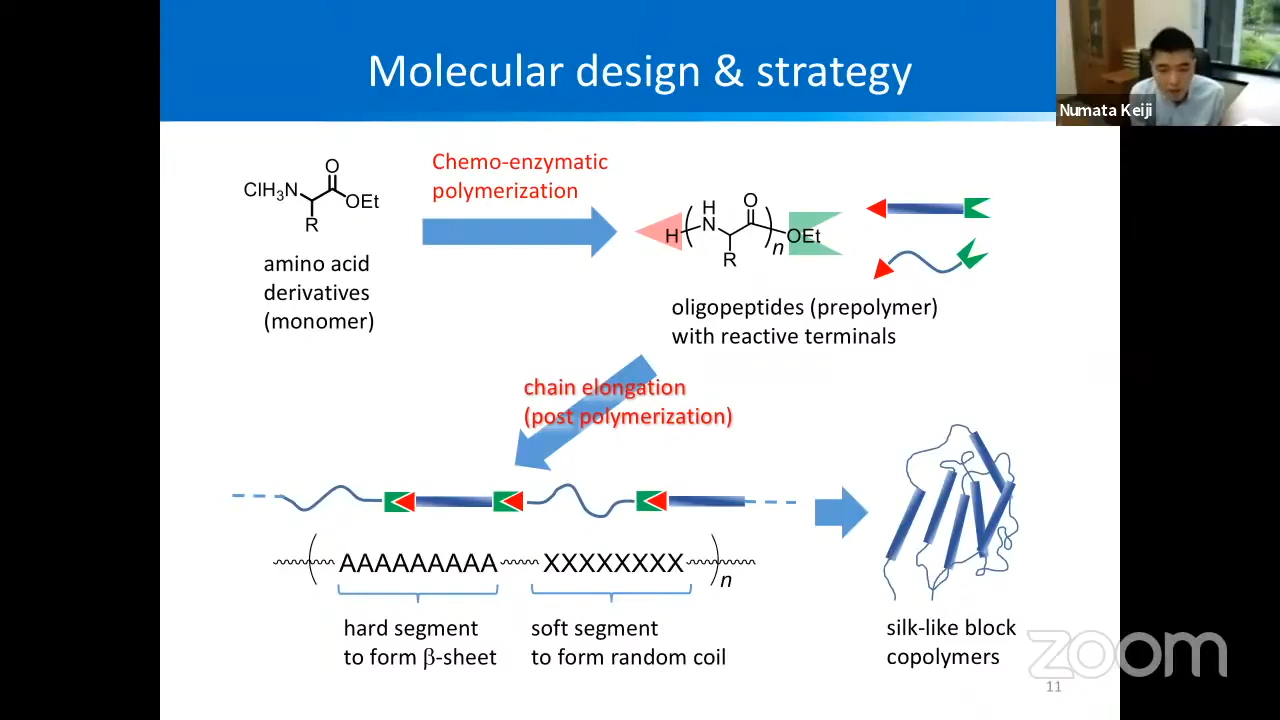 Molecular design & strategy
Numata Keiji
Chemo-enzymatic
polymerization
ClH₃N
O
OEt
R
amino acid
derivatives
(monomer)
H
H
N
O
R
n
OEt
oligopeptides (prepolymer)
with reactive terminals
chain elongation
(post polymerization)
AAAAAAAAA
XXXXXXXX
n
hard segment
to form β-sheet
soft segment
to form random coil
silk-like block
copolymers
zoom
11